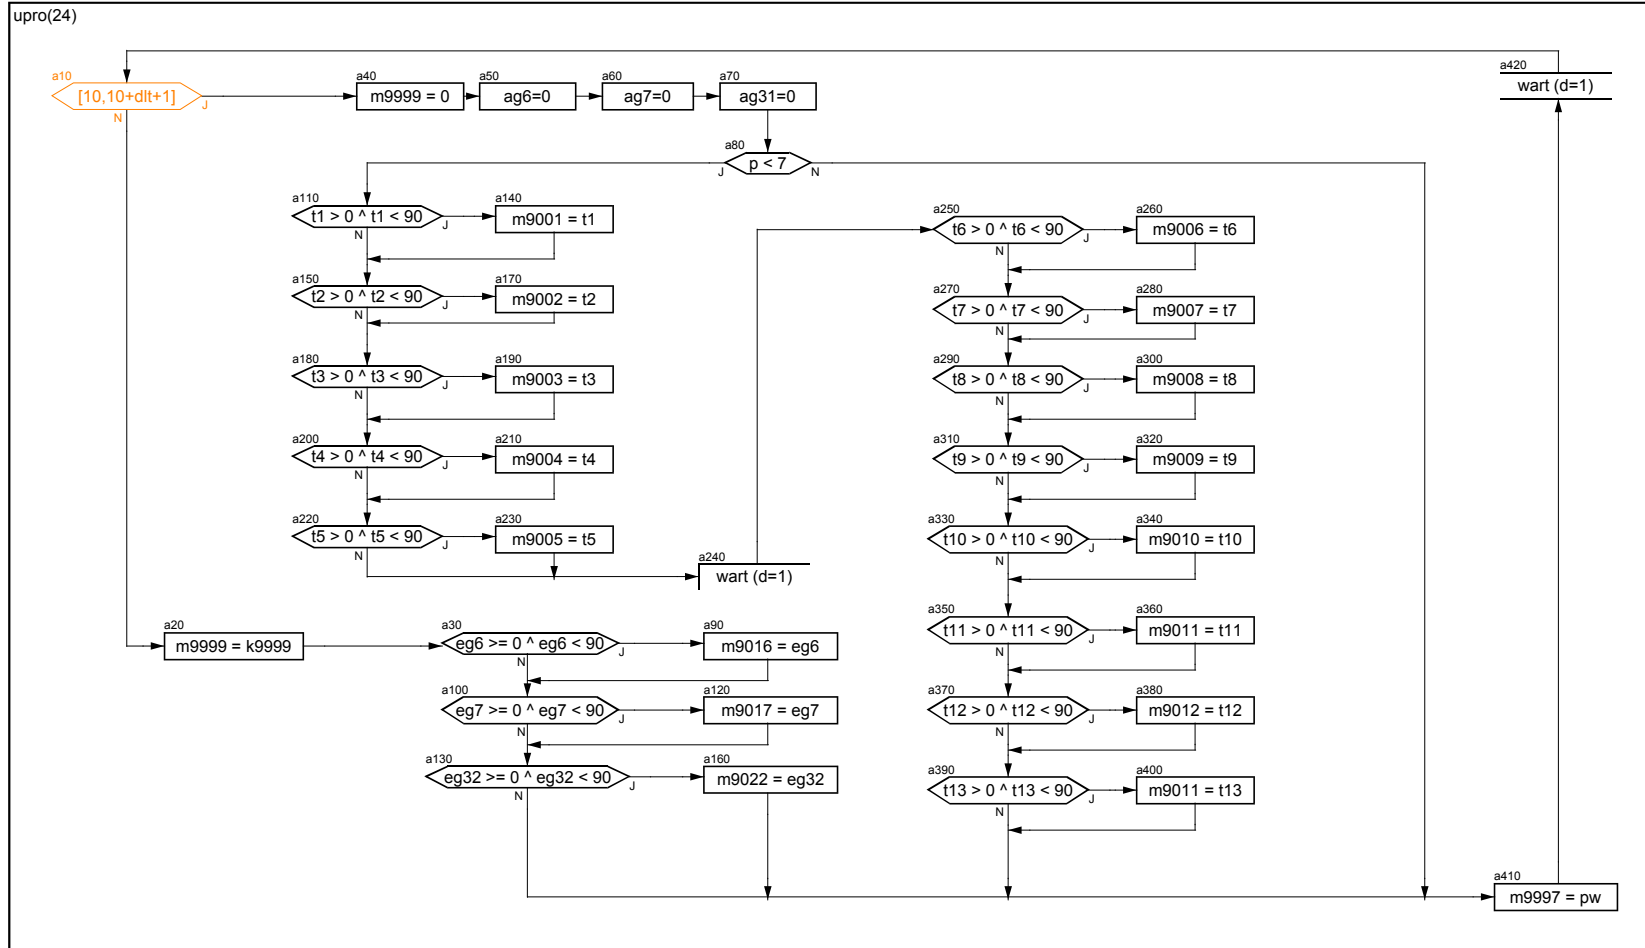 upro(24)
a10
[10,10+dlt+1]
J
N
a40
m9999 = 0
a50
ag6=0
a60
ag7=0
a70
ag31=0
a420
wart (d=1)
a80
p < 7
J
N
a110
t1 > 0 ^ t1 < 90
J
N
a140
m9001 = t1
a150
t2 > 0 ^ t2 < 90
J
N
a170
m9002 = t2
a180
t3 > 0 ^ t3 < 90
J
N
a190
m9003 = t3
a200
t4 > 0 ^ t4 < 90
J
N
a210
m9004 = t4
a220
t5 > 0 ^ t5 < 90
J
N
a230
m9005 = t5
a240
wart (d=1)
a250
t6 > 0 ^ t6 < 90
J
N
a260
m9006 = t6
a270
t7 > 0 ^ t7 < 90
J
N
a280
m9007 = t7
a290
t8 > 0 ^ t8 < 90
J
N
a300
m9008 = t8
a310
t9 > 0 ^ t9 < 90
J
N
a320
m9009 = t9
a330
t10 > 0 ^ t10 < 90
J
N
a340
m9010 = t10
a350
t11 > 0 ^ t11 < 90
J
N
a360
m9011 = t11
a370
t12 > 0 ^ t12 < 90
J
N
a380
m9012 = t12
a390
t13 > 0 ^ t13 < 90
J
N
a400
m9011 = t13
a20
m9999 = k9999
a30
eg6 >= 0 ^ eg6 < 90
J
N
a90
m9016 = eg6
a100
eg7 >= 0 ^ eg7 < 90
J
N
a120
m9017 = eg7
a130
eg32 >= 0 ^ eg32 < 90
J
N
a160
m9022 = eg32
a410
m9997 = pw